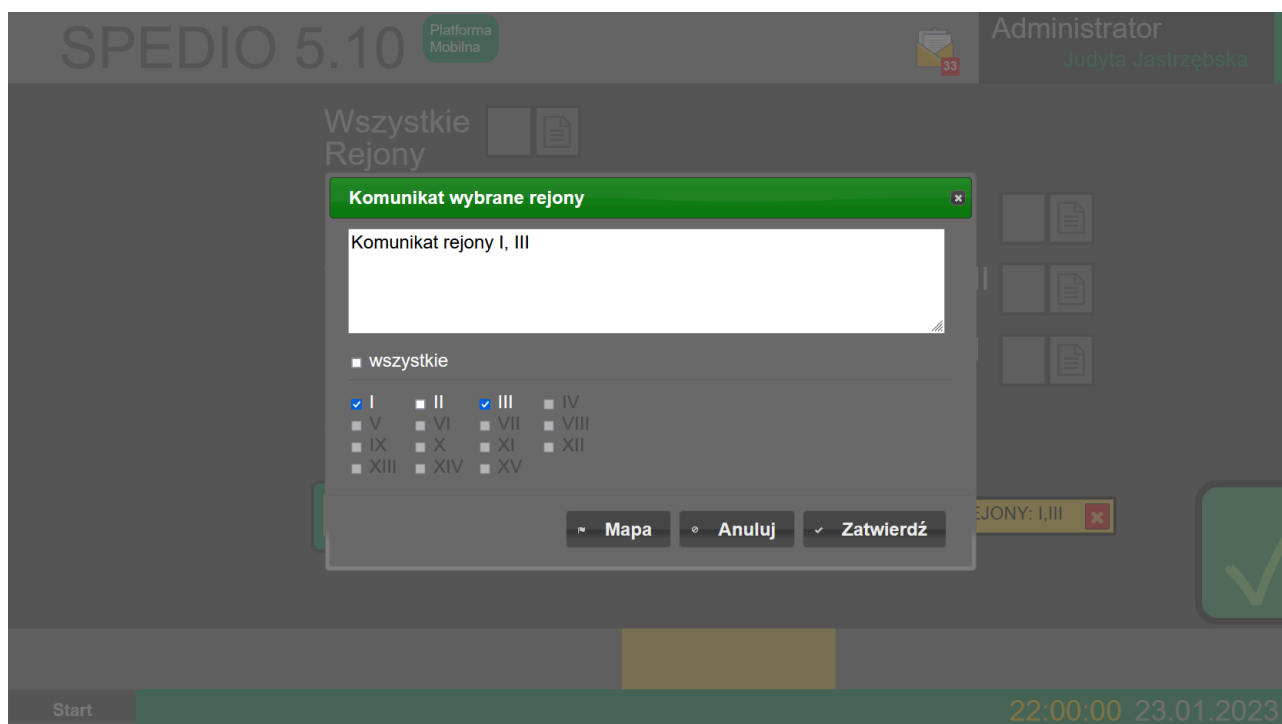 SPEDIO 5.10
Platforma
Mobilna
33
Administrator
Judyta Jastrzębska
Wszystkie
Rejony
Komunikat wybrane rejony
Komunikat rejony I, III
wszystkie
I II III IV
V VI VII VIII
IX X XI XII
XIII XIV XV
EJONY: I,III
Mapa Anuluj Zatwierdź
Start
22:00:00 23.01.2023